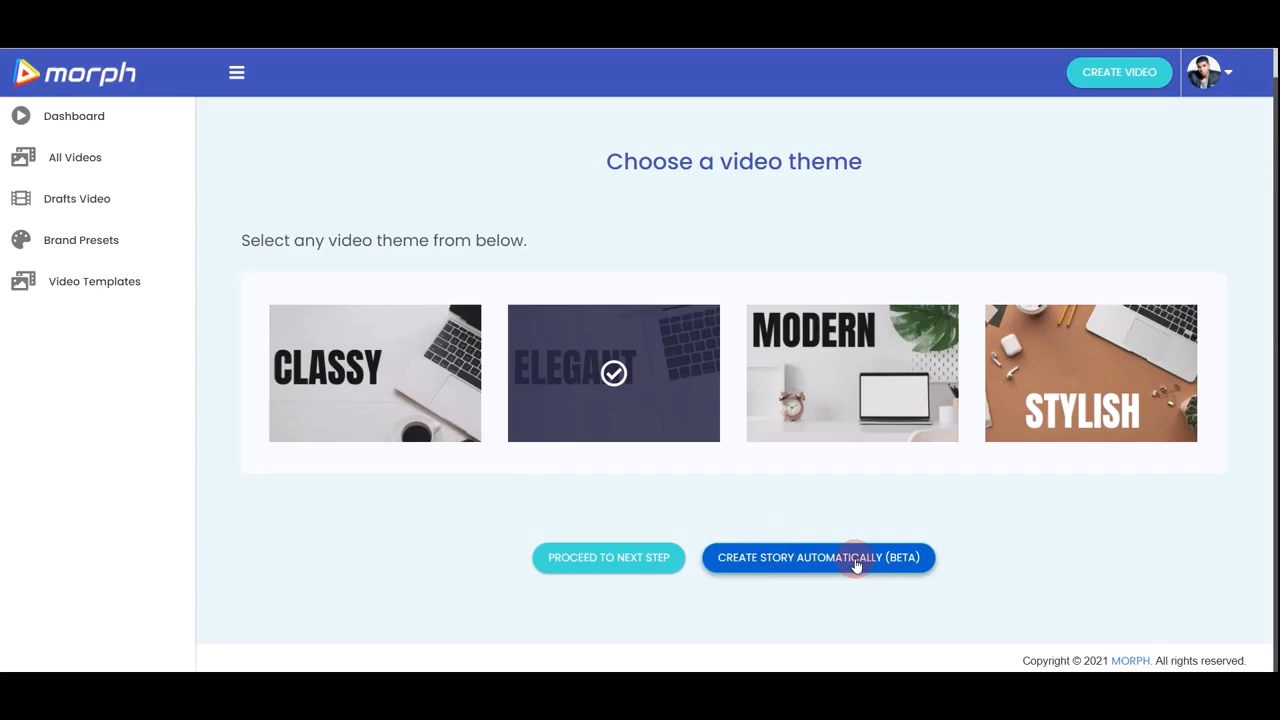 morph
CREATE VIDEO
Dashboard
All Videos
Drafts Video
Brand Presets
Video Templates
Choose a video theme
Select any video theme from below.
CLASSY
ELEGANT
MODERN
STYLISH
PROCEED TO NEXT STEP
CREATE STORY AUTOMATICALLY (BETA)
Copyright © 2021 MORPH. All rights reserved.